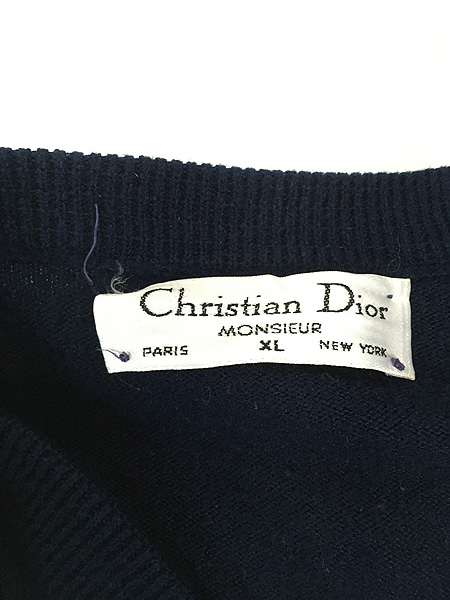 Christian Dior
MONSIEUR
PARIS XL NEW YORK